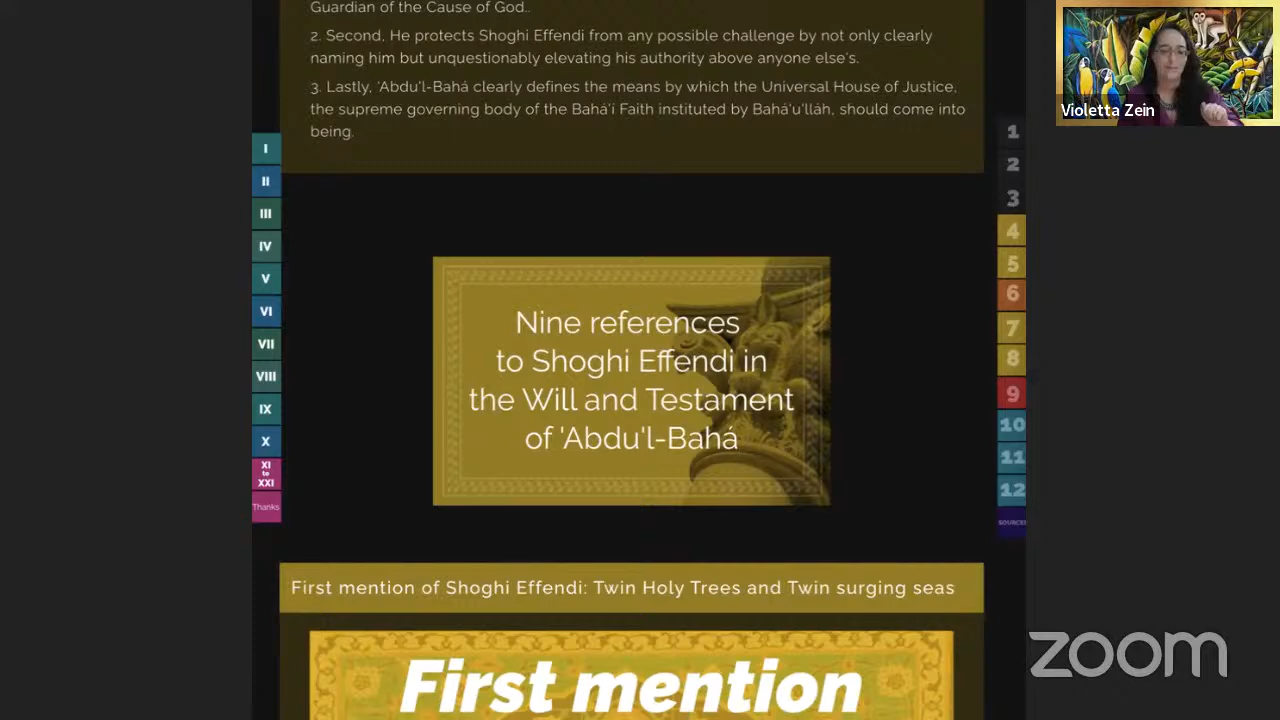 Guardian of the Cause of God..
2. Second, He protects Shoghi Effendi from any possible challenge by not only clearly
naming him but unquestionably elevating his authority above anyone else's.
3. Lastly, 'Abdu'l-Bahá clearly defines the means by which the Universal House of Justice,
the supreme governing body of the Bahá'í Faith instituted by Bahá'u'lláh, should come into
being.
Violetta Zein
I
II
III
IV
V
VI
VII
VIII
IX
X
XI
to
XXI
Thanks
1
2
3
4
5
6
7
8
9
10
11
12
SOURCES
Nine references
to Shoghi Effendi in
the Will and Testament
of 'Abdu'l-Bahá
First mention of Shoghi Effendi: Twin Holy Trees and Twin surging seas
First mention
zoom